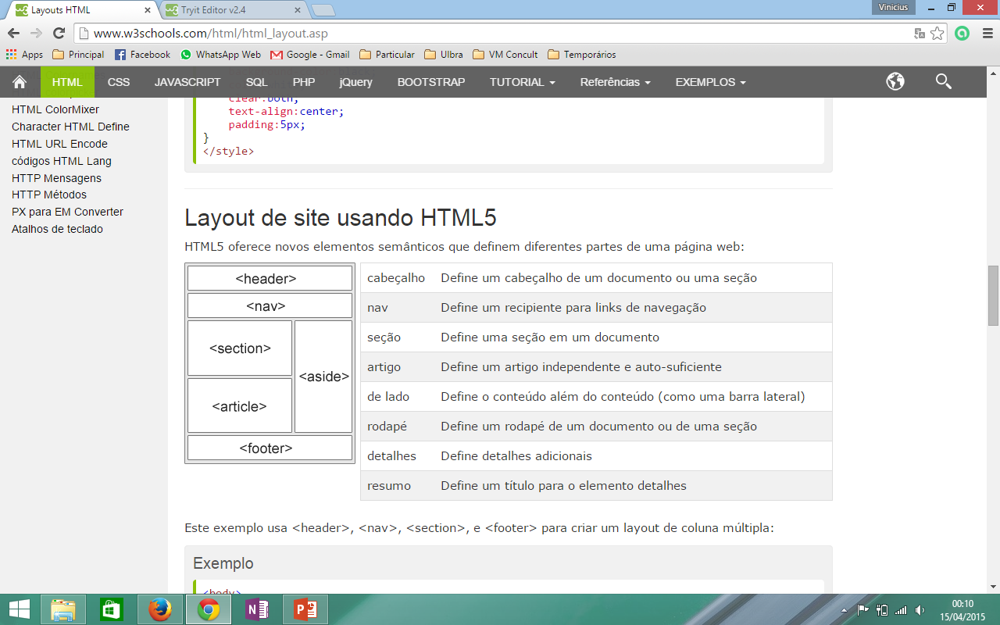 Layouts HTML
Tryit Editor v2.4
Vinicius
www.w3schools.com/html/html_layout.asp
Apps Principal Facebook WhatsApp Web Google - Gmail Particular Ulbra VM Concult Temporários
HTML CSS JAVASCRIPT SQL PHP jQuery BOOTSTRAP TUTORIAL Referências EXEMPLOS
HTML ColorMixer
Character HTML Define
HTML URL Encode
códigos HTML Lang
HTTP Mensagens
HTTP Métodos
PX para EM Converter
Atalhos de teclado
clear:both;
text-align:center;
padding:5px;
}
</style>
Layout de site usando HTML5
HTML5 oferece novos elementos semânticos que definem diferentes partes de uma página web:
<header>
<nav>
<section>
<aside>
<article>
<footer>
cabeçalho Define um cabeçalho de um documento ou uma seção
nav Define um recipiente para links de navegação
seção Define uma seção em um documento
artigo Define um artigo independente e auto-suficiente
de lado Define o conteúdo além do conteúdo (como uma barra lateral)
rodapé Define um rodapé de um documento ou de uma seção
detalhes Define detalhes adicionais
resumo Define um título para o elemento detalhes
Este exemplo usa <header>, <nav>, <section>, e <footer> para criar um layout de coluna múltipla:
Exemplo
<body>
00:10
15/04/2015